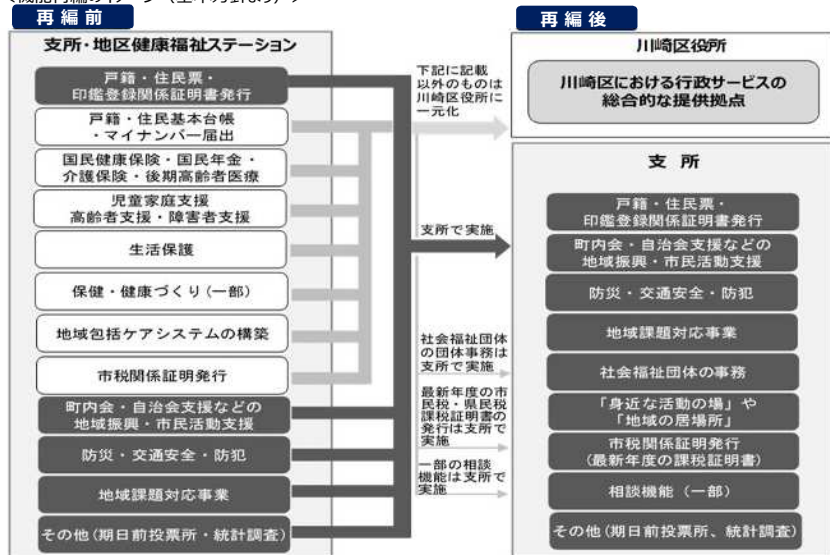 再編前
再編後
支所・地区健康福祉ステーション
戸籍・住民票・
印鑑登録関係証明書発行
戸籍・住民基本台帳
・マイナンバー届出
国民健康保険・国民年金・
介護保険・後期高齢者医療
児童家庭支援
高齢者支援・障害者支援
生活保護
保健・健康づくり(一部)
地域包括ケアシステムの構築
市税関係証明発行
町内会・自治会支援などの
地域振興・市民活動支援
防災・交通安全・防犯
地域課題対応事業
その他(期日前投票所・統計調査)
下記に記載
以外のものは
川崎区役所に
一元化
支所で実施
社会福祉団体
の団体事務は
支所で実施
最新年度の市
民税・県民税
課税証明書の
発行は支所で
実施
一部の相談
機能は支所で
実施
川崎区役所
川崎区における行政サービスの
総合的な提供拠点
支所
戸籍・住民票・
印鑑登録関係証明書発行
町内会・自治会支援などの
地域振興・市民活動支援
防災・交通安全・防犯
地域課題対応事業
社会福祉団体の事務
「身近な活動の場」や
「地域の居場所」
市税関係証明発行
(最新年度の課税証明書)
相談機能(一部)
その他(期日前投票所、統計調査)